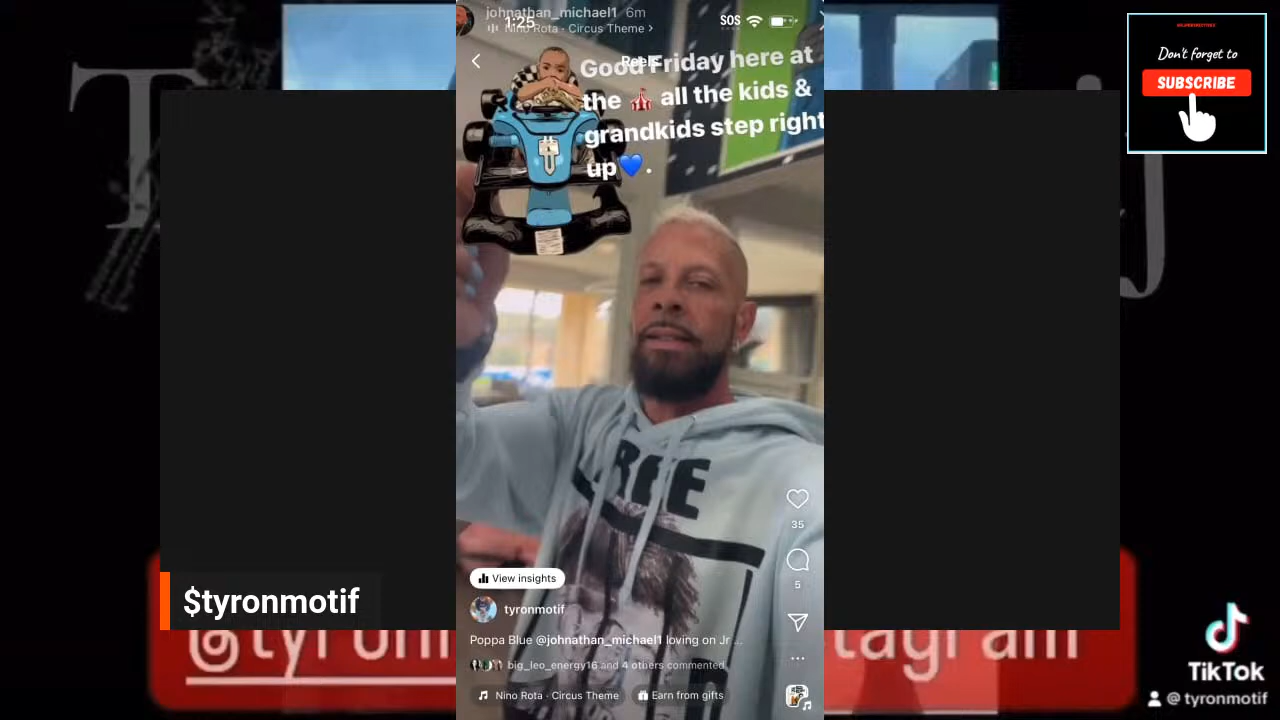 johnathan_michael1 6m
1:25
SOS
Nino Rota · Circus Theme >
Reels
Good Friday here at
the 🎪 all the kids &
grandkids step right
up💙.
Don't forget to
SUBSCRIBE
FREE
35
5
View insights
tyronmotif
$tyronmotif
Poppa Blue @johnathan_michael1 loving on Jr ...
big_leo_energy16 and 4 others commented
Nino Rota · Circus Theme
Earn from gifts
TikTok
@ tyronmotif